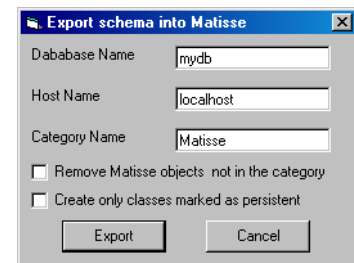 Export schema into Matisse
Dababase Name mydb
Host Name localhost
Category Name Matisse
Remove Matisse objects not in the category
Create only classes marked as persistent
Export Cancel